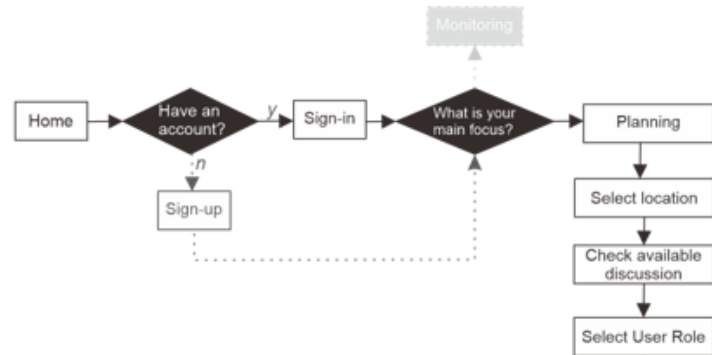 Monitoring
Home
Have an
account?
y
Sign-in
What is your
main focus?
Planning
n
Sign-up
Select location
Check available
discussion
Select User Role